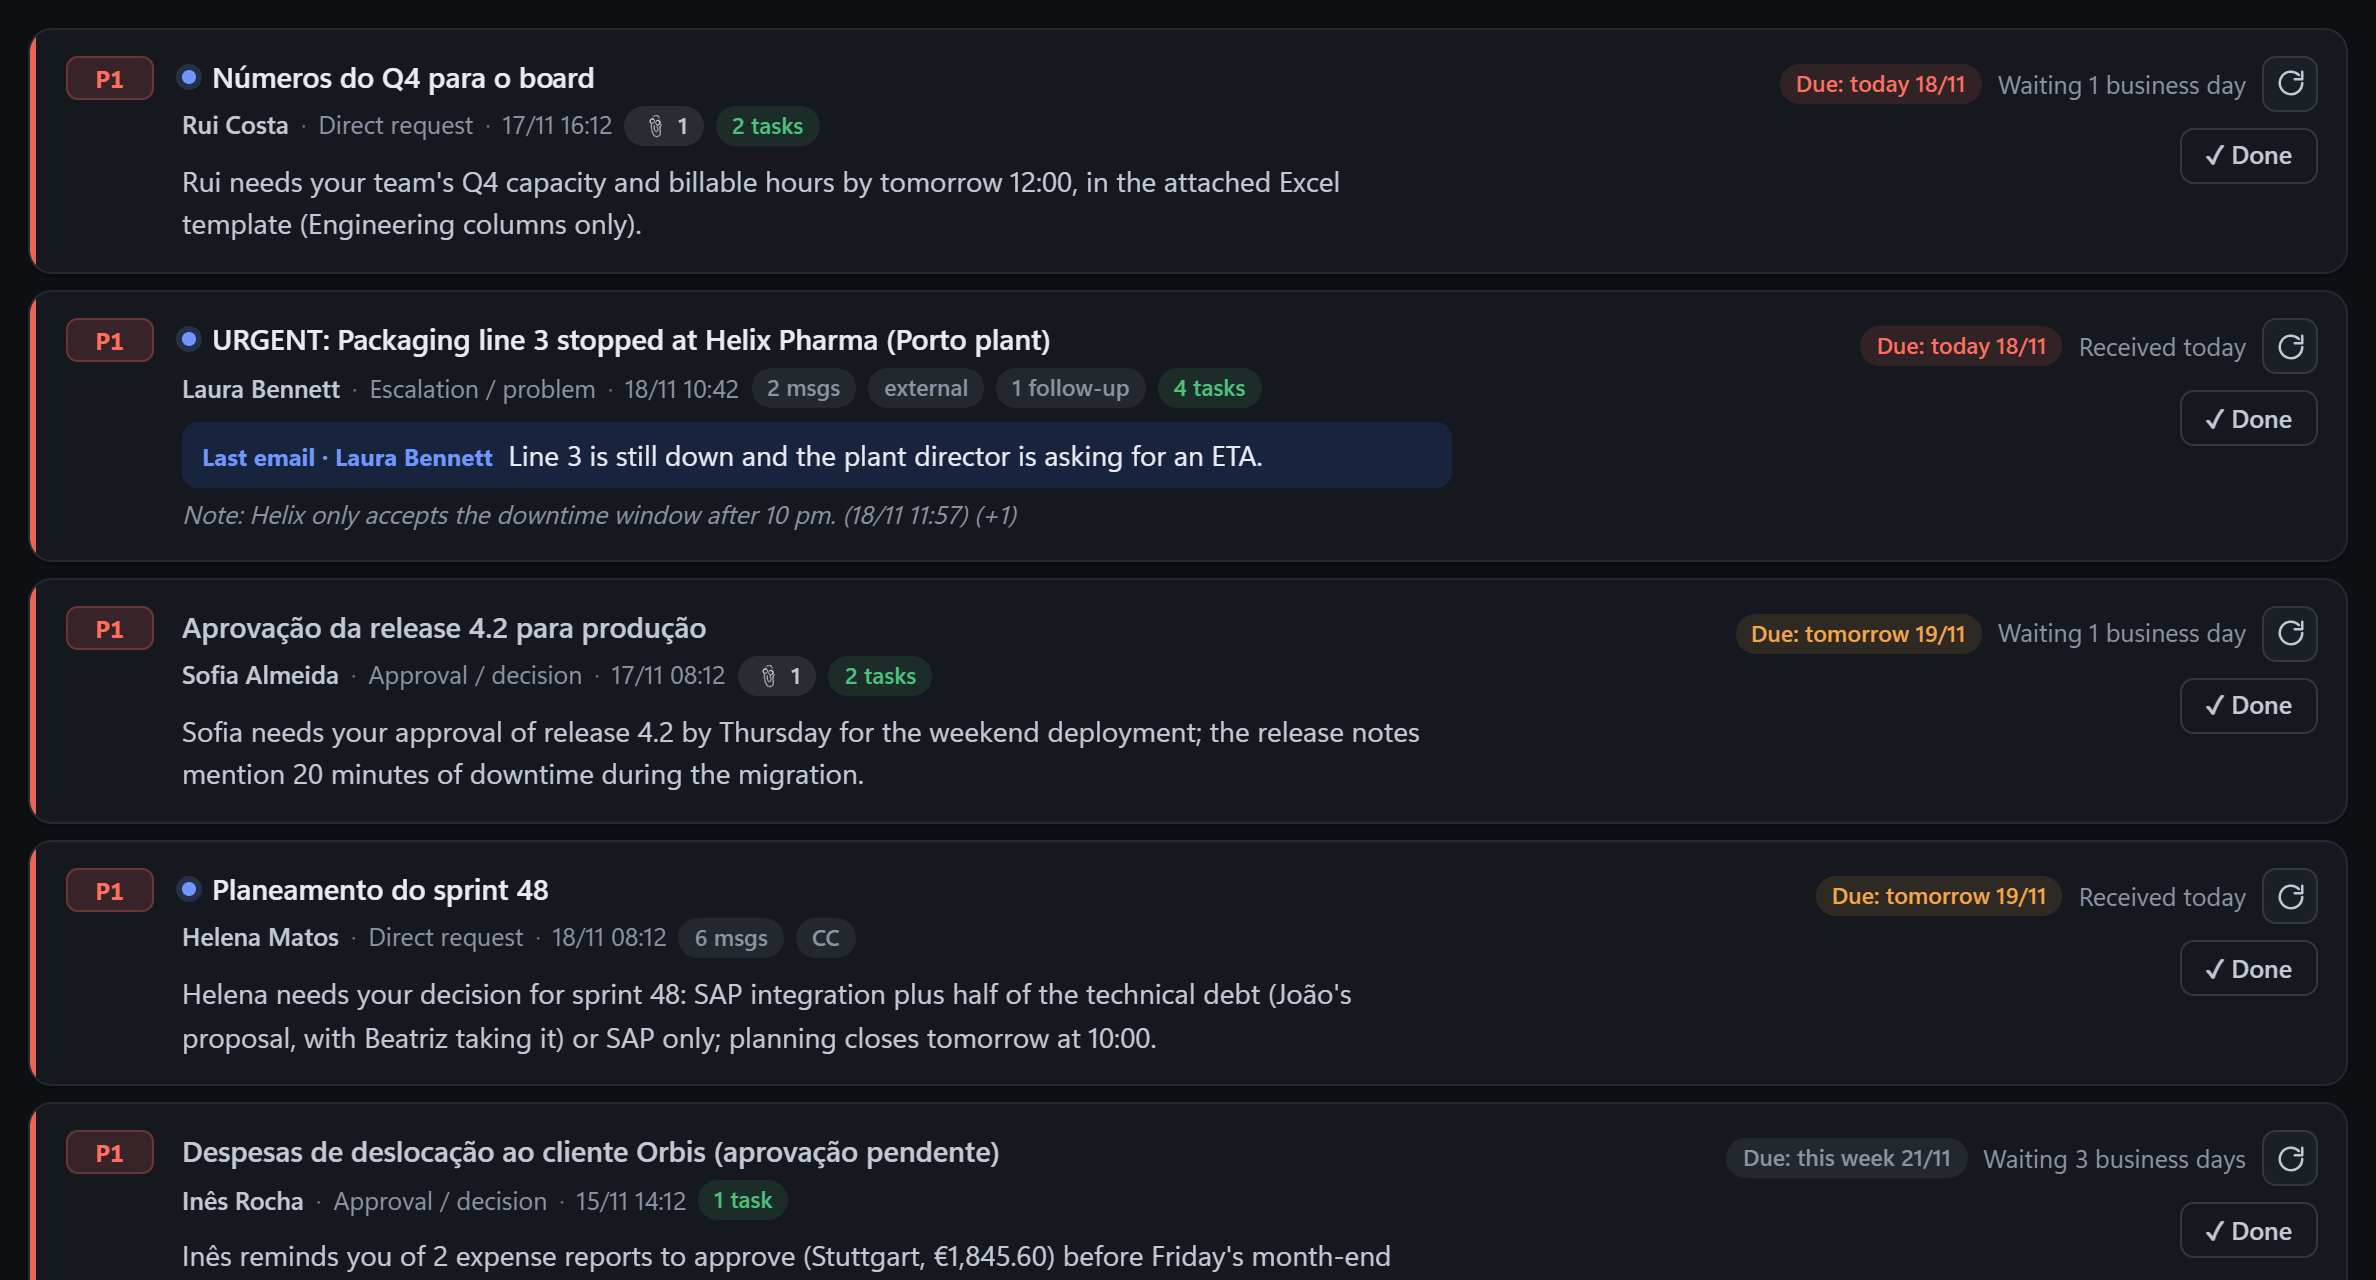 P1 Números do Q4 para o board Due: today 18/11 Waiting 1 business day
Rui Costa · Direct request · 17/11 16:12 1 2 tasks
✓ Done
Rui needs your team's Q4 capacity and billable hours by tomorrow 12:00, in the attached Excel
template (Engineering columns only).
P1 URGENT: Packaging line 3 stopped at Helix Pharma (Porto plant) Due: today 18/11 Received today
Laura Bennett · Escalation / problem · 18/11 10:42 2 msgs external 1 follow-up 4 tasks
✓ Done
Last email · Laura Bennett Line 3 is still down and the plant director is asking for an ETA.
Note: Helix only accepts the downtime window after 10 pm. (18/11 11:57) (+1)
P1 Aprovação da release 4.2 para produção Due: tomorrow 19/11 Waiting 1 business day
Sofia Almeida · Approval / decision · 17/11 08:12 1 2 tasks
✓ Done
Sofia needs your approval of release 4.2 by Thursday for the weekend deployment; the release notes
mention 20 minutes of downtime during the migration.
P1 Planeamento do sprint 48 Due: tomorrow 19/11 Received today
Helena Matos · Direct request · 18/11 08:12 6 msgs CC
✓ Done
Helena needs your decision for sprint 48: SAP integration plus half of the technical debt (João's
proposal, with Beatriz taking it) or SAP only; planning closes tomorrow at 10:00.
P1 Despesas de deslocação ao cliente Orbis (aprovação pendente) Due: this week 21/11 Waiting 3 business days
Inês Rocha · Approval / decision · 15/11 14:12 1 task
✓ Done
Inês reminds you of 2 expense reports to approve (Stuttgart, €1,845.60) before Friday's month-end